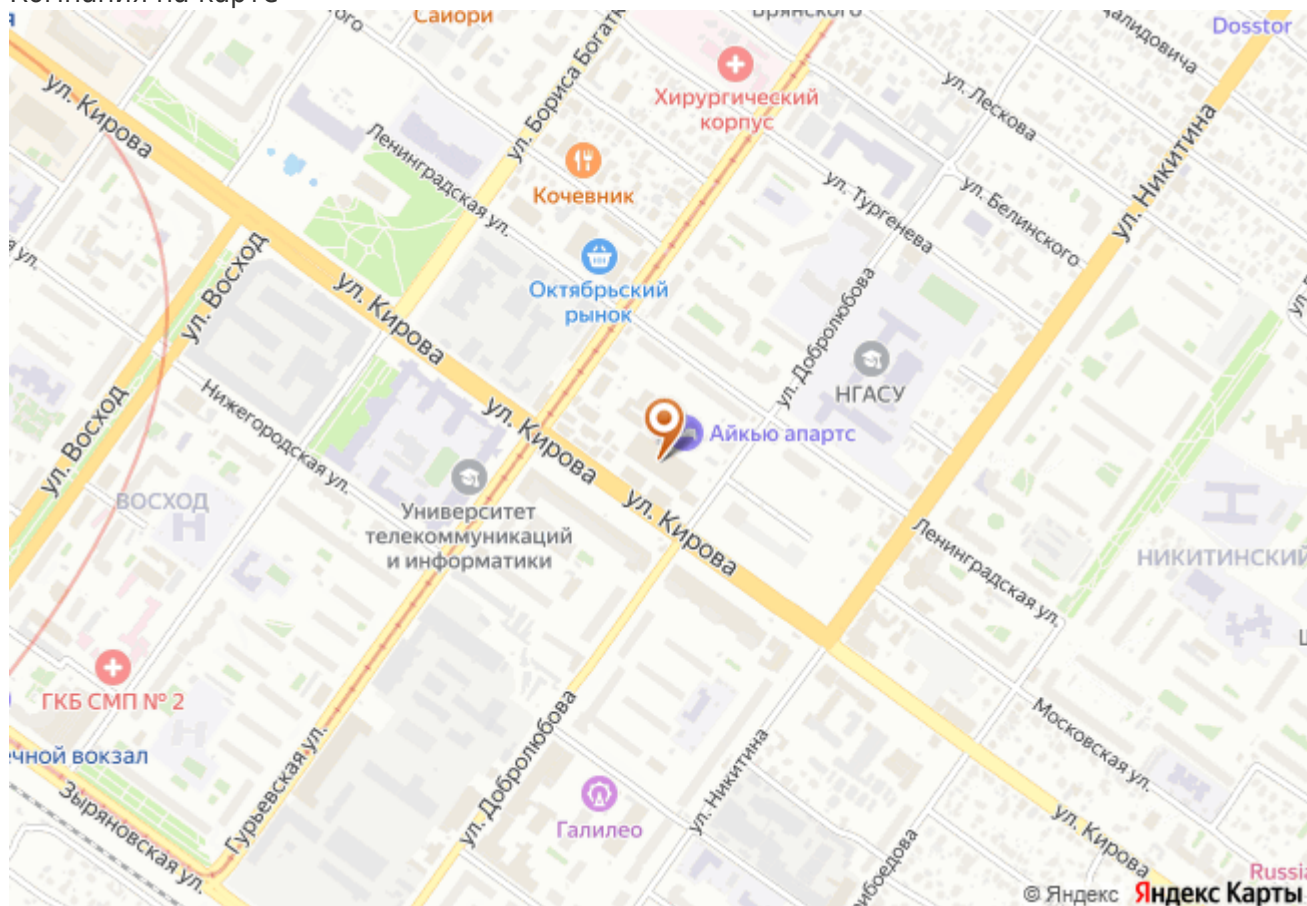 Компания на карте
Сайори
Брянского
Dosstor
ул. Бориса Богатк
ул. Лескова
ул. Никитина
ул. Кирова
Хирургический
корпус
Ленинградская ул.
Кочевник
ул. Тургенева
ул. Белинского
ул. Восход
Октябрьский
рынок
ул. Кирова
ул. Добролюбова
НГАСУ
Нижегородская ул.
ул. Кирова
Айкью апартс
ул. Восход
ВОСХОД
Университет
телекоммуникаций
и информатики
ул. Кирова
Ленинградская ул.
НИКИТИНСКИЙ
ГКБ СМП № 2
Московская ул.
чной вокзал
Гурьевская ул.
ул. Добролюбова
ул. Никитина
Зыряновская ул.
Галилео
ул. Кирова
рибоедова
Russia
© Яндекс Яндекс Карты